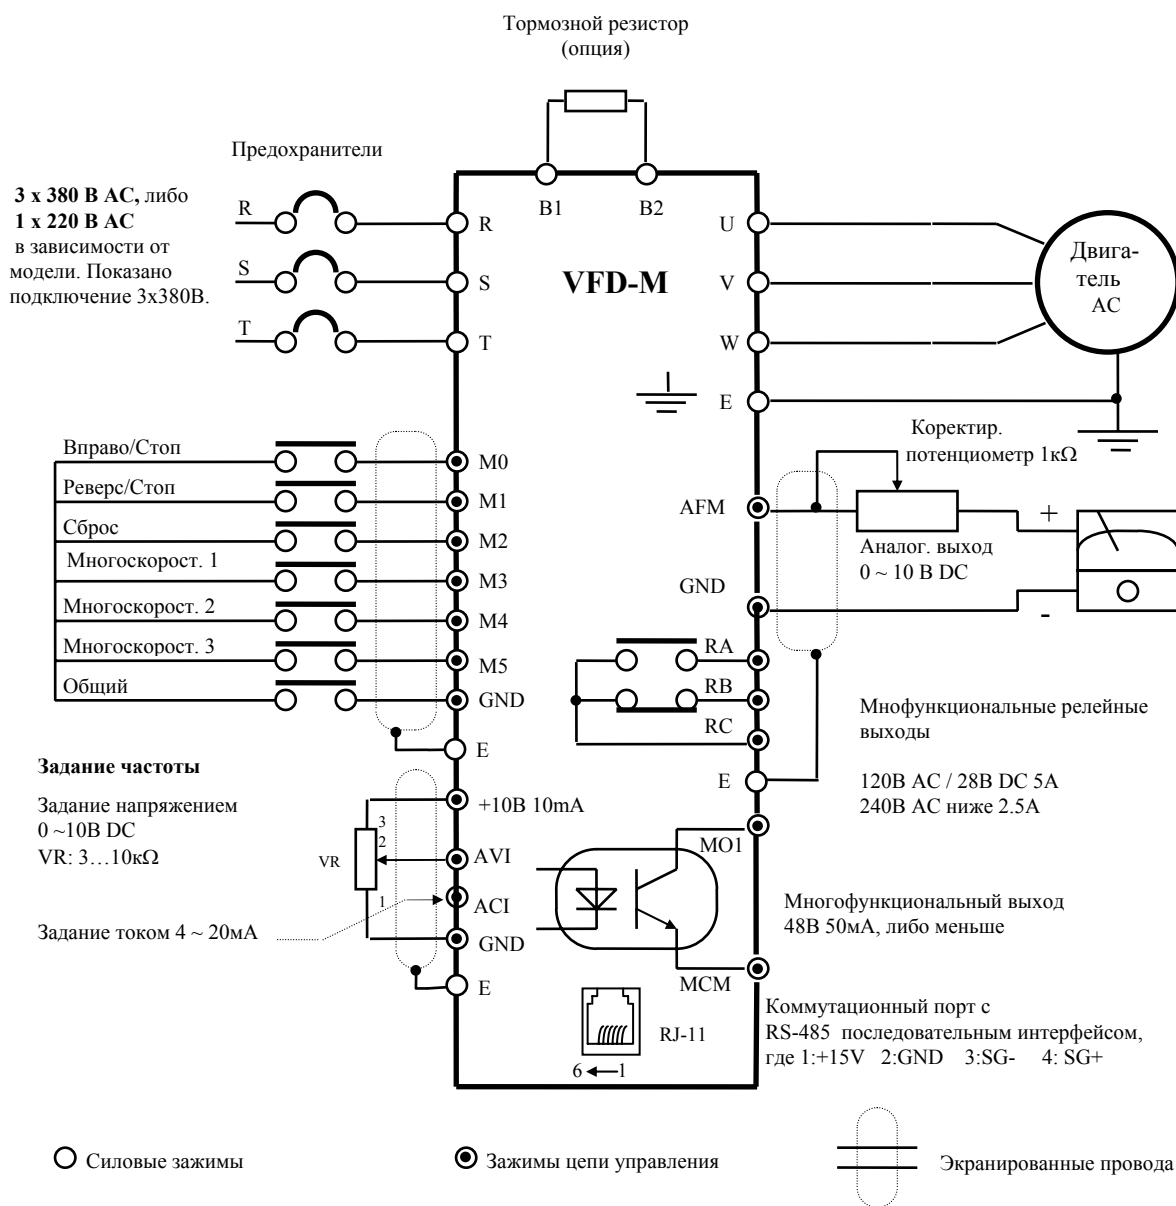 Тормозной резистор
(опция)
Предохранители
3 x 380 В AC, либо
1 x 220 В AC
в зависимости от
модели. Показано
подключение 3x380В.
R
S
T
B1
B2
R
S
T
VFD-M
U
V
W
E
Двига-
тель
AC
Вправо/Стоп
Реверс/Стоп
Сброс
Многоскорост. 1
Многоскорост. 2
Многоскорост. 3
Общий
M0
M1
M2
M3
M4
M5
GND
E
Коректир.
потенциометр 1кΩ
AFM
+
Аналог. выход
0 ~ 10 В DC
GND
-
RA
RB
RC
E
Мнофункциональные релейные
выходы
120В AC / 28В DC 5А
240В AC ниже 2.5А
Задание частоты
Задание напряжением
0 ~10В DC
VR: 3…10кΩ
VR
3
2
1
+10В 10mA
AVI
ACI
GND
E
Задание током 4 ~ 20мА
MO1
MCM
Многофункциональный выход
48В 50мА, либо меньше
RJ-11
6
1
Коммутационный порт с
RS-485 последовательным интерфейсом,
где 1:+15V 2:GND 3:SG- 4: SG+
Силовые зажимы
Зажимы цепи управления
Экранированные провода